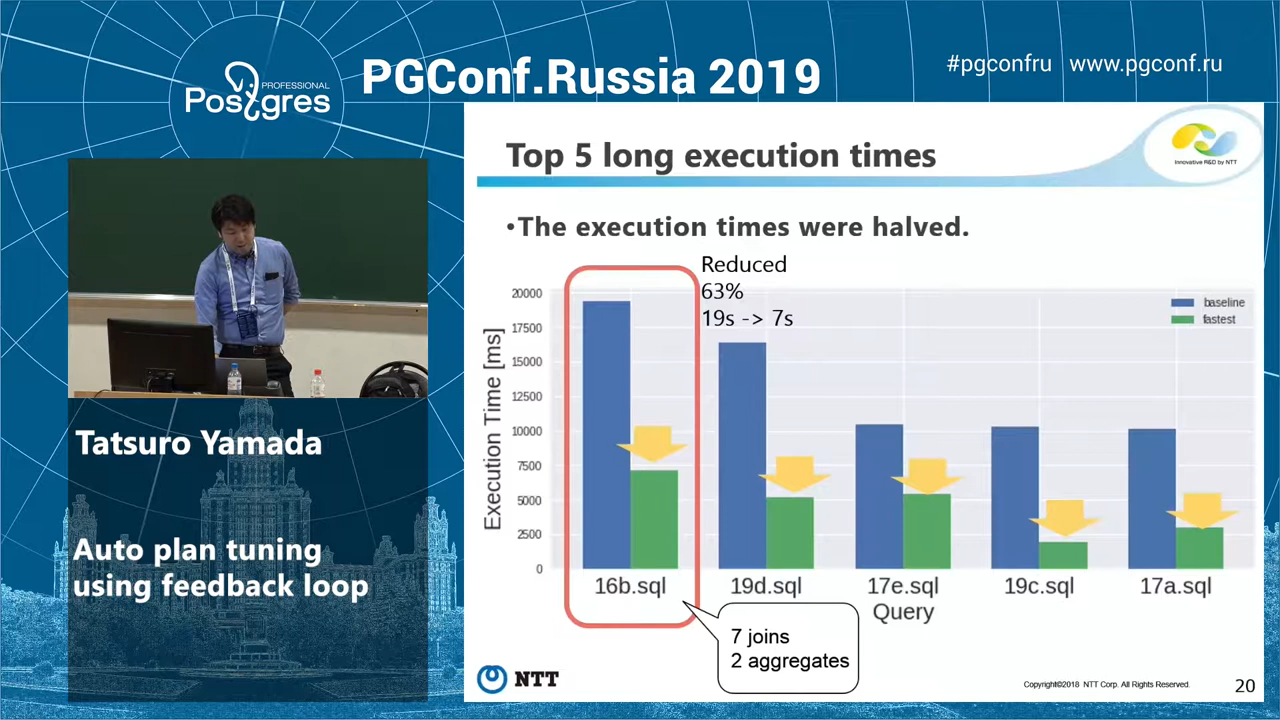 PROFESSIONAL
Postgres
PGConf.Russia 2019
#pgconfru www.pgconf.ru
Top 5 long execution times
Innovative R&D by NTT
•The execution times were halved.
Reduced
63%
19s -> 7s
baseline
fastest
Execution Time [ms]
20000
17500
15000
12500
10000
7500
5000
2500
0
16b.sql
19d.sql
17e.sql
19c.sql
17a.sql
Query
7 joins
2 aggregates
NTT
Copyright©2018 NTT Corp. All Rights Reserved.
20
Tatsuro Yamada
Auto plan tuning
using feedback loop